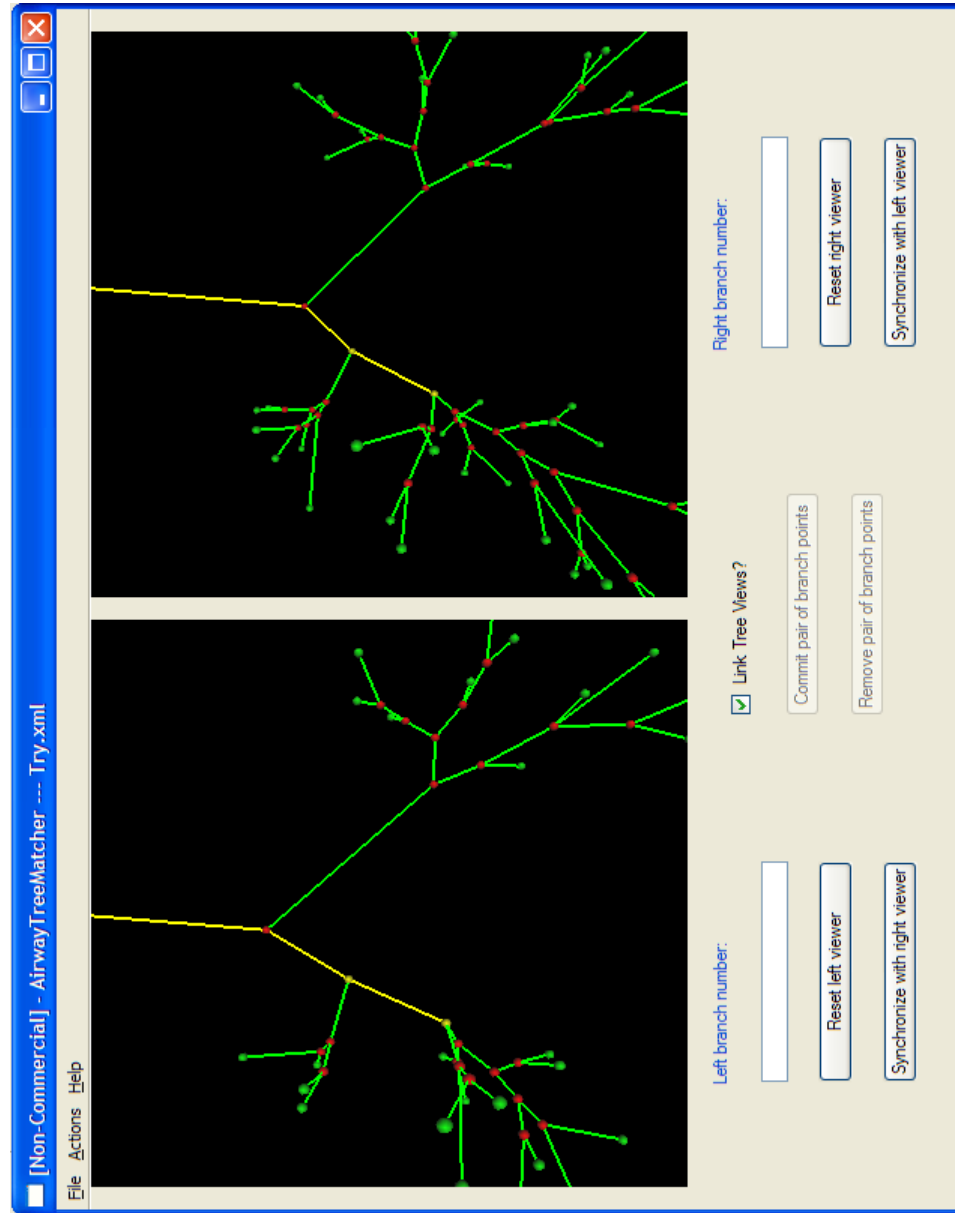 [Non-Commercial] - AirwayTreeMatcher --- Try.xml
File Actions Help
Left branch number:
Right branch number:
Link Tree Views?
Reset left viewer
Commit pair of branch points
Reset right viewer
Synchronize with right viewer
Remove pair of branch points
Synchronize with left viewer